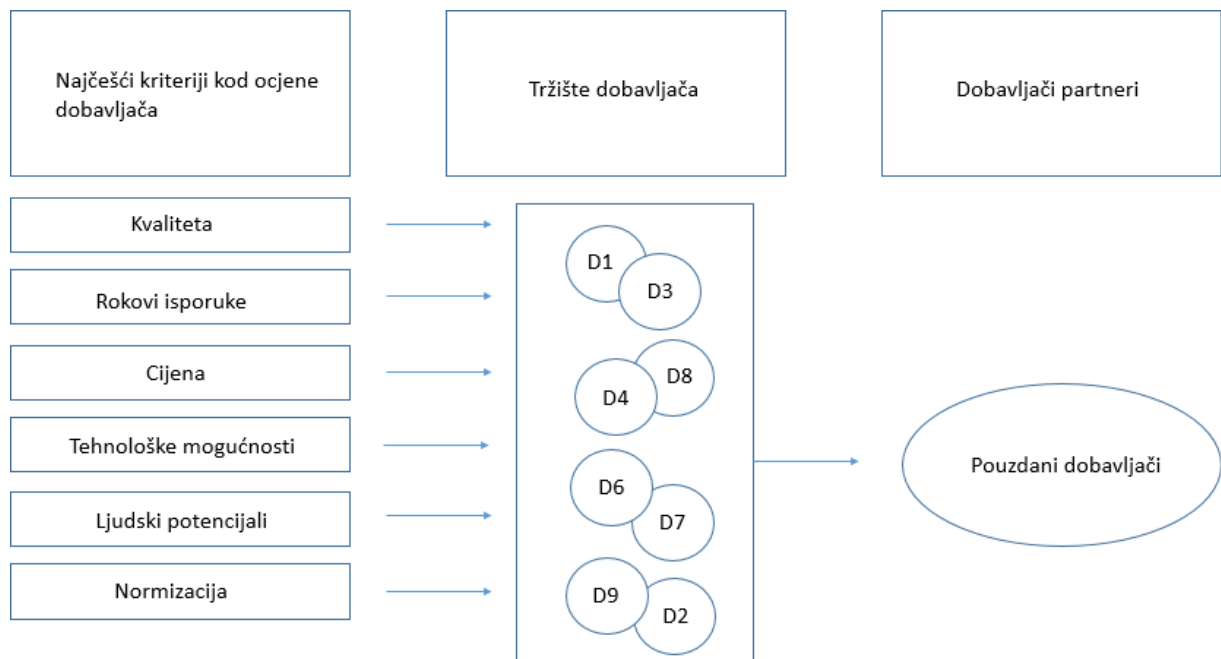 Najčešći kriteriji kod ocjene
dobavljača
Tržište dobavljača
Dobavljači partneri
Kvaliteta
Rokovi isporuke
Cijena
Tehnološke mogućnosti
Ljudski potencijali
Normizacija
D1
D3
D8
D4
D6
D7
D9
D2
Pouzdani dobavljači